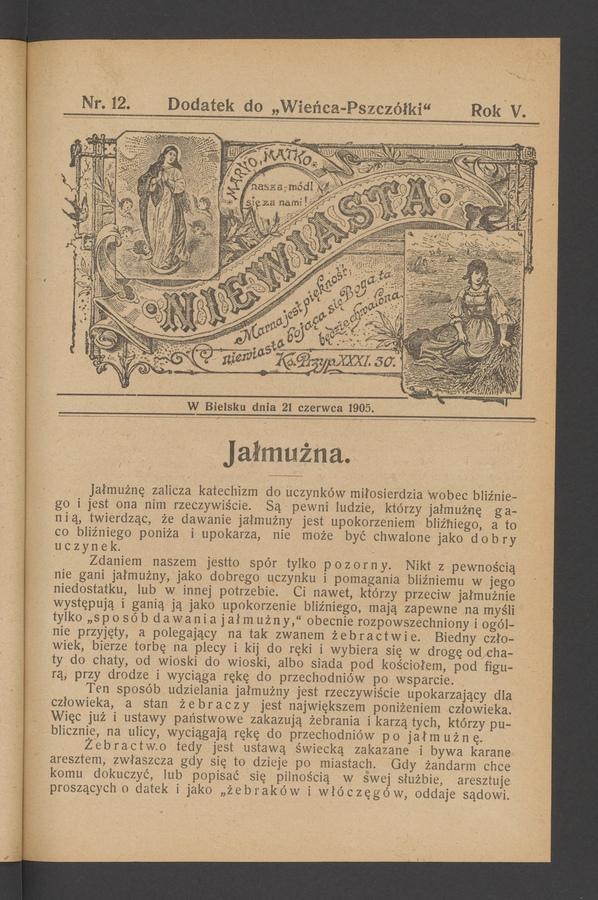 Nr. 12. Dodatek do „Wieńca-Pszczółki“ Rok V.
MARYO, MATKO
nasza, módl
się za nami!
NIEWIASTA
Marna jest piękność;
niewiasta bojąca się Boga ta
będzie chwalona.
Ks. Przyp. XXXI. 30.
W Bielsku dnia 21 czerwca 1905.
Jałmużna.
Jałmużnę zalicza katechizm do uczynków miłosierdzia wobec bliźnie-
go i jest ona nim rzeczywiście. Są pewni ludzie, którzy jałmużnę ga-
nią, twierdząc, że dawanie jałmużny jest upokorzeniem bliźniego, a to
co bliźniego poniża i upokarza, nie może być chwalone jako dobry
uczynek.
Zdaniem naszem jestto spór tylko pozorny. Nikt z pewnością
nie gani jałmużny, jako dobrego uczynku i pomagania bliźniemu w jego
niedostatku, lub w innej potrzebie. Ci nawet, którzy przeciw jałmużnie
występują i ganią ją jako upokorzenie bliźniego, mają zapewne na myśli
tylko „sposób dawania jałmużny,“ obecnie rozpowszechniony i ogól-
nie przyjęty, a polegający na tak zwanem żebractwie. Biedny czło-
wiek, bierze torbę na plecy i kij do ręki i wybiera się w drogę od cha-
ty do chaty, od wioski do wioski, albo siada pod kościołem, pod figu-
rą, przy drodze i wyciąga rękę do przechodniów po wsparcie.
Ten sposób udzielania jałmużny jest rzeczywiście upokarzający dla
człowieka, a stan żebraczy jest największem poniżeniem człowieka.
Więc już i ustawy państwowe zakazują żebrania i karzą tych, którzy pu-
blicznie, na ulicy, wyciągają rękę do przechodniów po jałmużnę.
Żebractwo tedy jest ustawą świecką zakazane i bywa karane
aresztem, zwłaszcza gdy się to dzieje po miastach. Gdy żandarm chce
komu dokuczyć, lub popisać się pilnością w swej służbie, aresztuje
proszących o datek i jako „żebraków i włóczęgów, oddaje sądowi.